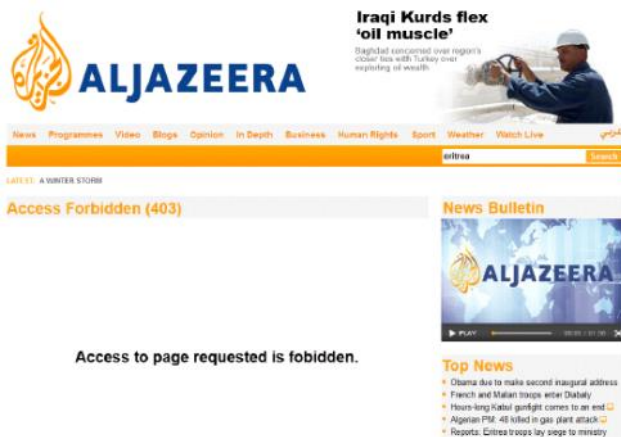 Iraqi Kurds flex
‘oil muscle’
Baghdad concerned over region's
closer ties with Turkey over
exploiting oil wealth
ALJAZEERA
News Programmes Video Blogs Opinion In Depth Business Human Rights Sport Weather Watch Live عربي
eritrea Search
LATEST: A WINTER STORM
Access Forbidden (403)
News Bulletin
ALJAZEERA
PLAY
Access to page requested is fobidden.
Top News
Obama due to make second inaugural address
French and Malian troops enter Diabaly
Hours-long Kabul gunfight comes to an end
Algerian PM: 48 killed in gas plant attack
Reports: Eritrea troops lay siege to ministry